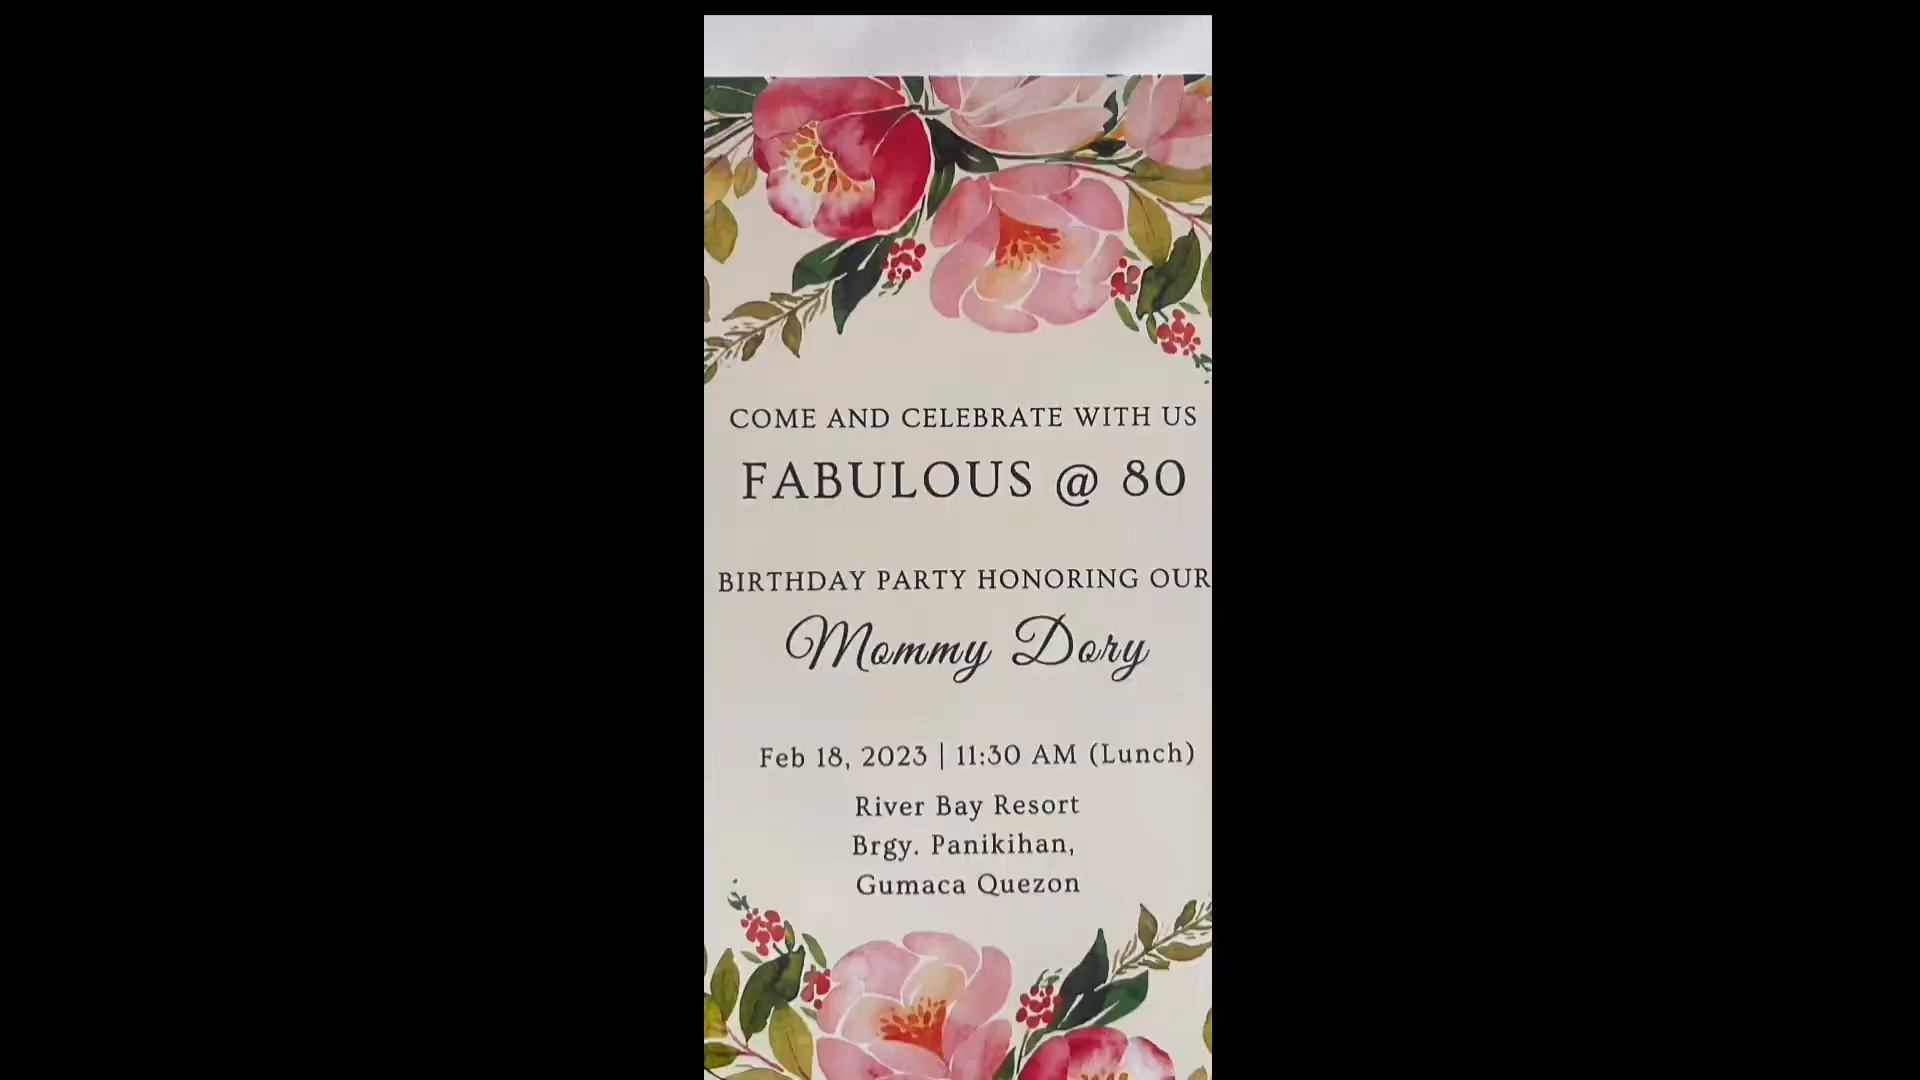 COME AND CELEBRATE WITH US
FABULOUS @ 80
BIRTHDAY PARTY HONORING OUR
Mommy Dory
Feb 18, 2023 | 11:30 AM (Lunch)
River Bay Resort
Brgy. Panikihan,
Gumaca Quezon